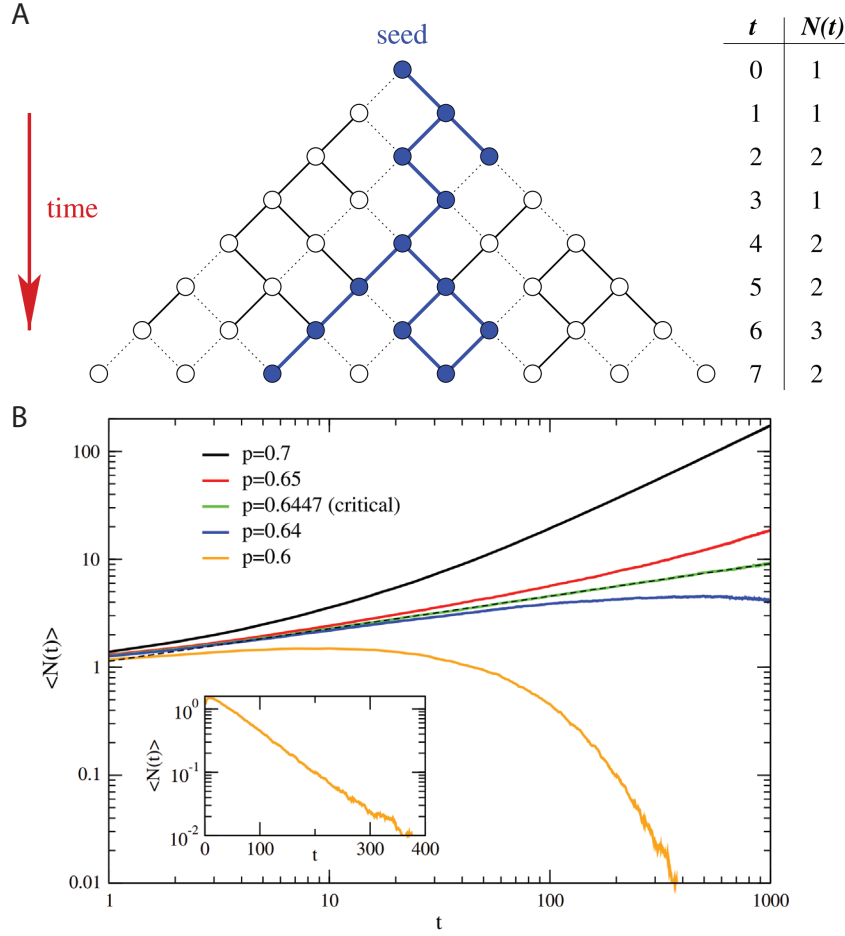 A
seed
t N(t)
0 1
1 1
2 2
time
3 1
4 2
5 2
6 3
7 2
B
100
10
1
0.1
0.01
<N(t)>
p=0.7
p=0.65
p=0.6447 (critical)
p=0.64
p=0.6
10⁰
10⁻¹
10⁻²
<N(t)>
0 100 200 300 400
t
1 10 100 1000
t